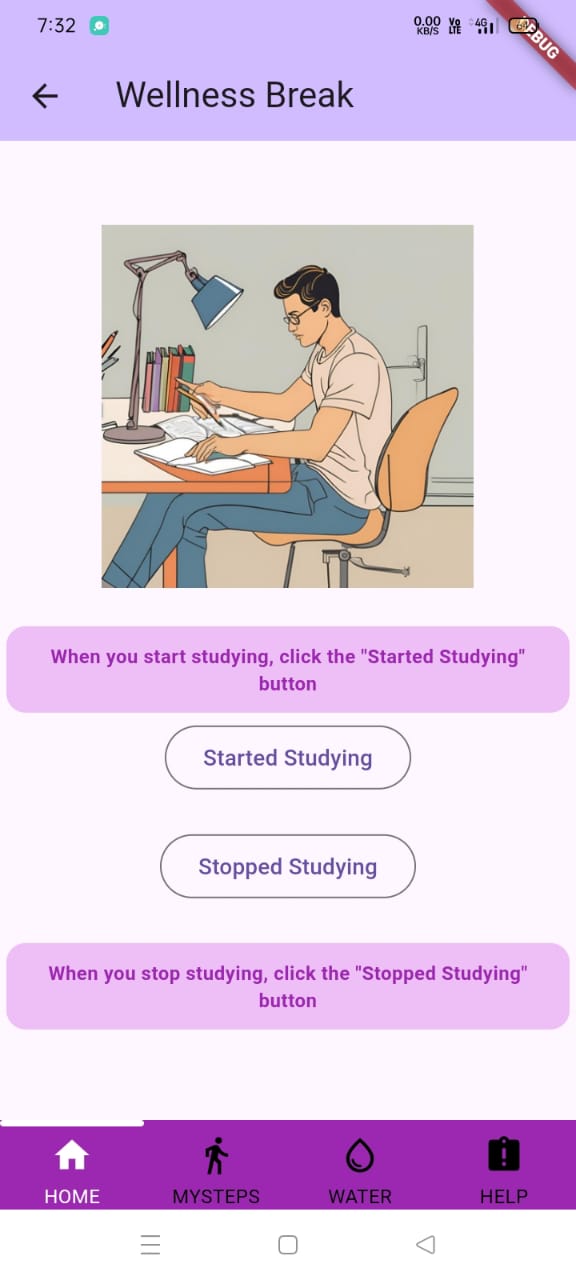 7:32
0.00
KB/S
Vo
LTE
4G
DEBUG
Wellness Break
When you start studying, click the "Started Studying"
button
Started Studying
Stopped Studying
When you stop studying, click the "Stopped Studying"
button
HOME
MYSTEPS
WATER
HELP